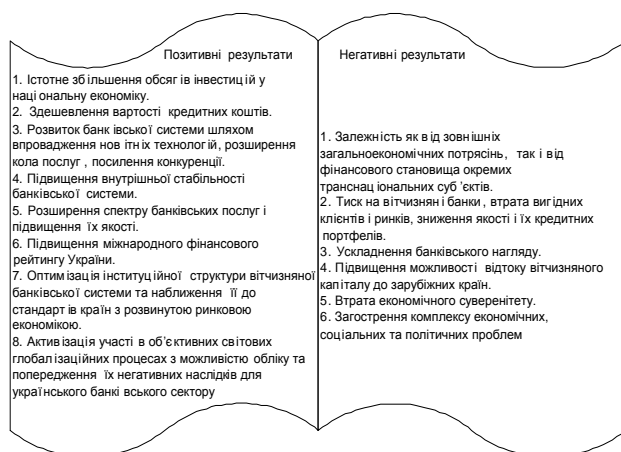 Позитивні результати
1. Істотне збільшення обсягів інвестицій у
національну економіку.
2. Здешевлення вартості кредитних коштів.
3. Розвиток банківської системи шляхом
впровадження новітніх технологій, розширення
кола послуг, посилення конкуренції.
4. Підвищення внутрішньої стабільності
банківської системи.
5. Розширення спектру банківських послуг і
підвищення їх якості.
6. Підвищення міжнародного фінансового
рейтингу України.
7. Оптимізація інституційної структури вітчизняної
банківської системи та наближення її до
стандартів країн з розвинутою ринковою
економікою.
8. Активізація участі в об’єктивних світових
глобалізаційних процесах з можливістю обліку та
попередження їх негативних наслідків для
українського банківського сектору
Негативні результати
1. Залежність як від зовнішніх
загальноекономічних потрясінь, так і від
фінансового становища окремих
транснаціональних суб’єктів.
2. Тиск на вітчизняні банки, втрата вигідних
клієнтів і ринків, зниження якості і їх кредитних
портфелів.
3. Ускладнення банківського нагляду.
4. Підвищення можливості відтоку вітчизняного
капіталу до зарубіжних країн.
5. Втрата економічного суверенітету.
6. Загострення комплексу економічних,
соціальних та політичних проблем